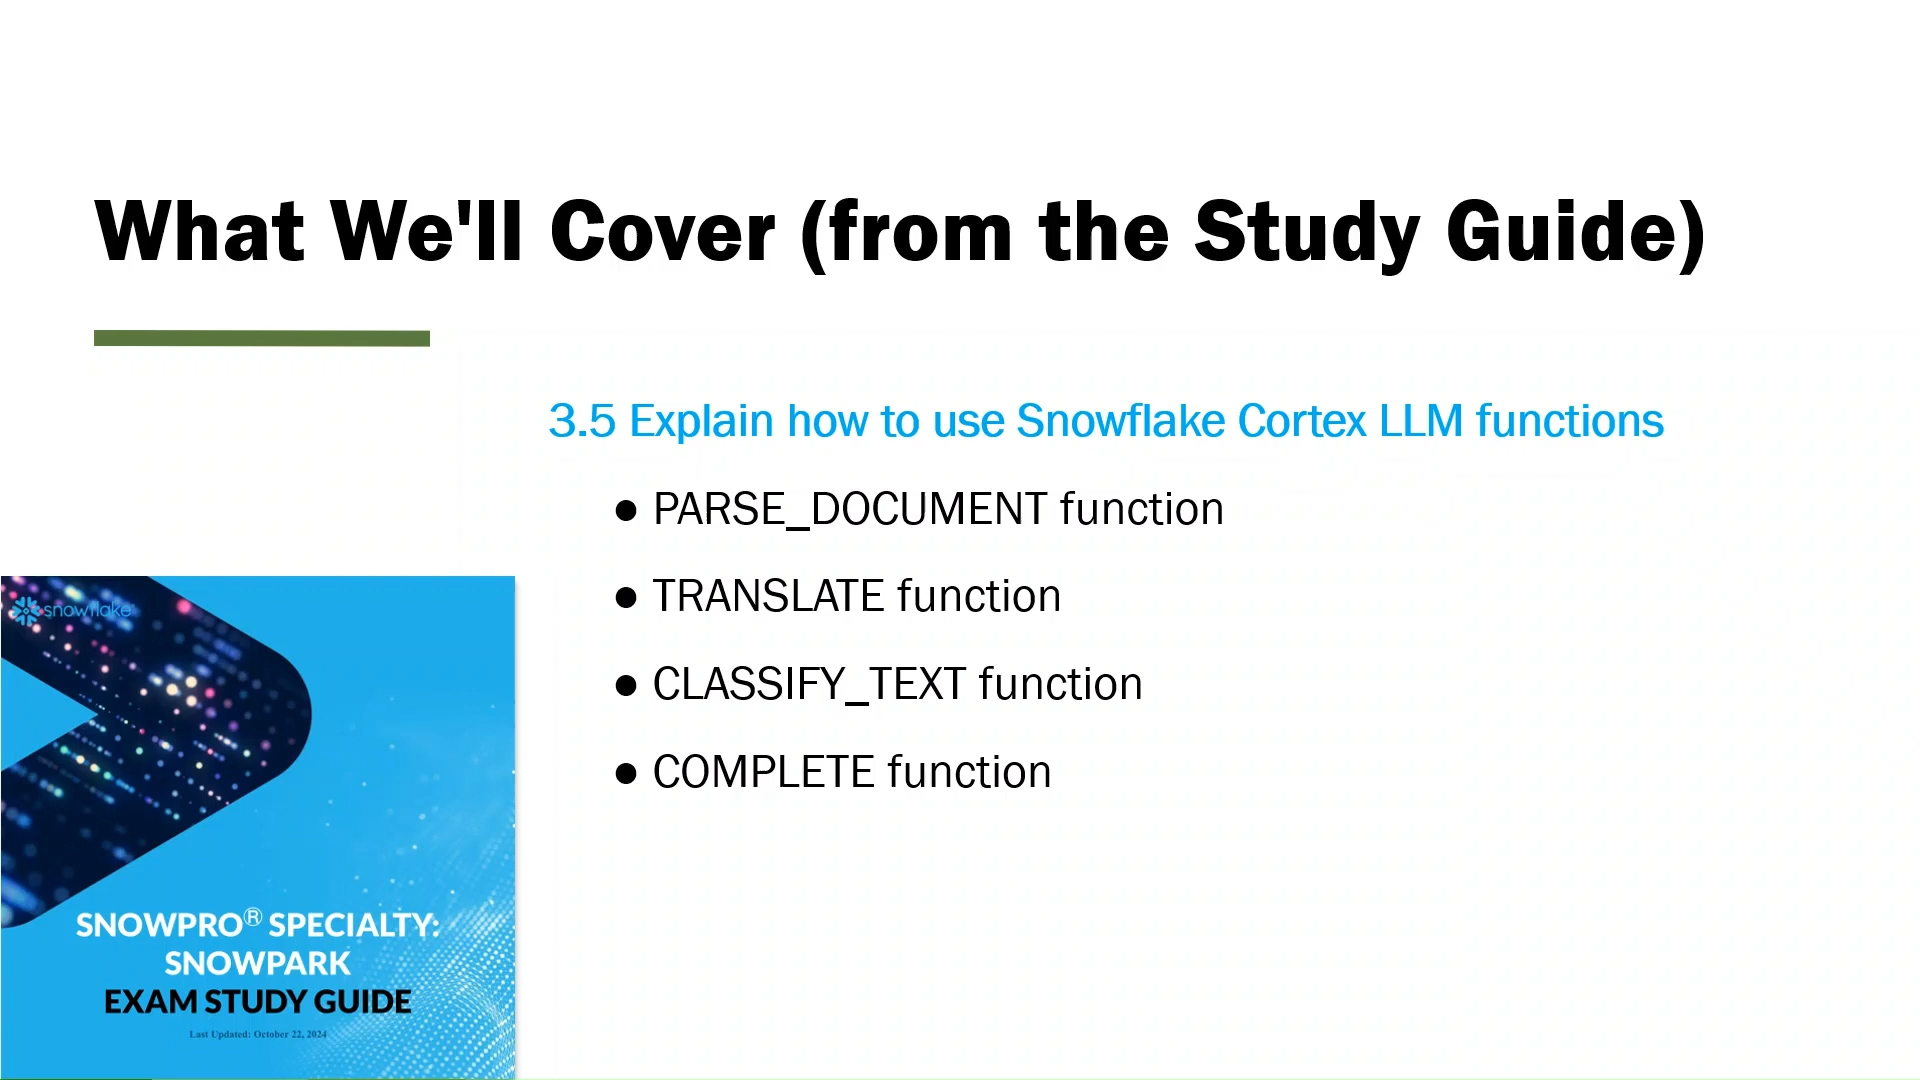 What We'll Cover (from the Study Guide)
3.5 Explain how to use Snowflake Cortex LLM functions
● PARSE_DOCUMENT function
● TRANSLATE function
● CLASSIFY_TEXT function
● COMPLETE function
snowflake
SNOWPRO® SPECIALTY:
SNOWPARK
EXAM STUDY GUIDE
Last Updated: October 22, 2024